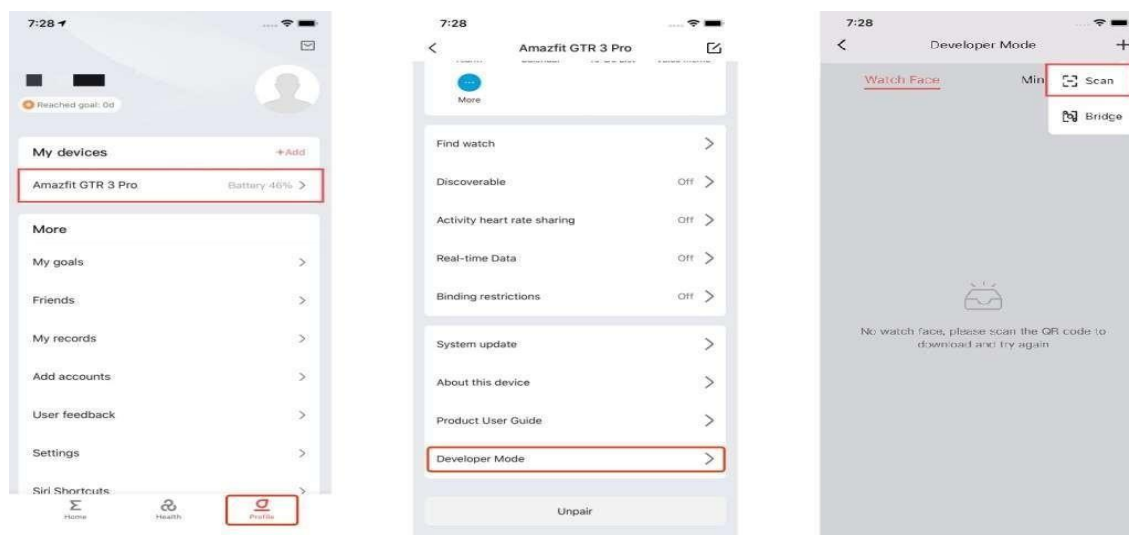 7:28
Reached goal: 0d
My devices
+Add
Amazfit GTR 3 Pro
Battery 46%
More
My goals
Friends
My records
Add accounts
User feedback
Settings
Siri Shortcuts
Home
Health
Profile
7:28
Amazfit GTR 3 Pro
More
Find watch
Discoverable
Off
Activity heart rate sharing
Off
Real-time Data
Off
Binding restrictions
Off
System update
About this device
Product User Guide
Developer Mode
Unpair
7:28
Developer Mode
Watch Face
Min
Scan
Bridge
No watch face, please scan the QR code to
download and try again